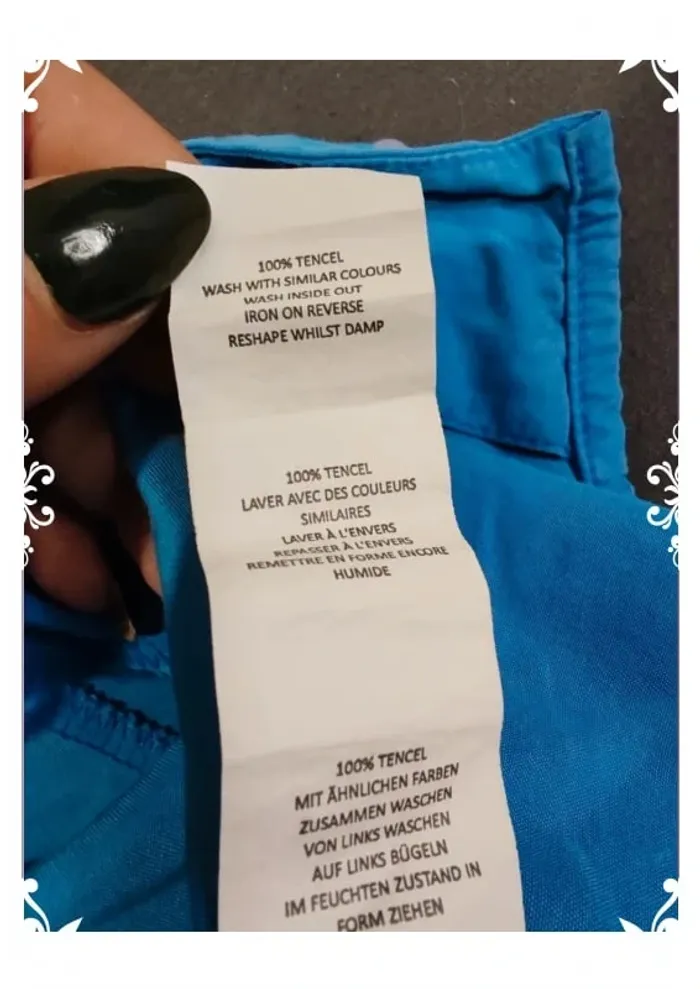 100% TENCEL
WASH WITH SIMILAR COLOURS
WASH INSIDE OUT
IRON ON REVERSE
RESHAPE WHILST DAMP
100% TENCEL
LAVER AVEC DES COULEURS
SIMILAIRES
LAVER À L'ENVERS
REPASSER À L'ENVERS
REMETTRE EN FORME ENCORE
HUMIDE
100% TENCEL
MIT ÄHNLICHEN FARBEN
ZUSAMMEN WASCHEN
VON LINKS WASCHEN
AUF LINKS BÜGELN
IM FEUCHTEN ZUSTAND IN
FORM ZIEHEN